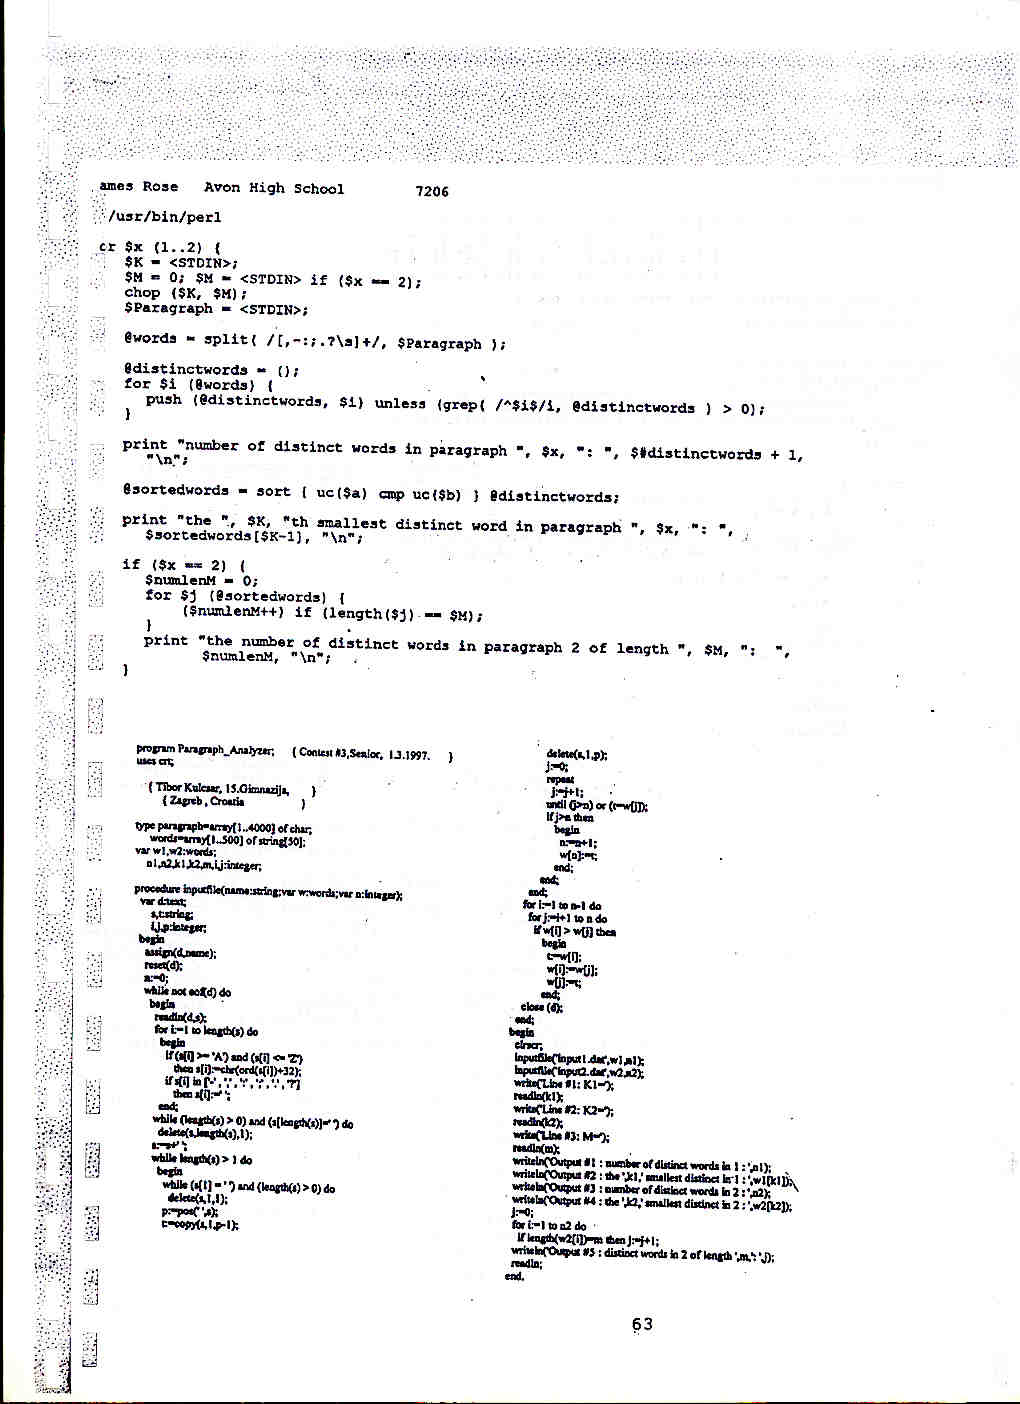 ames Rose   Avon High School          7206
/usr/bin/perl
cr $x (1..2) {
$K = <STDIN>;
$M = 0; $M = <STDIN> if ($x == 2);
chop ($K, $M);
$Paragraph = <STDIN>;
@words = split( /[,-:;.?\s]+/, $Paragraph );
@distinctwords = ();
for $i (@words) {
push (@distinctwords, $i) unless (grep( /^$i$/i, @distinctwords ) > 0);
}
print "number of distinct words in paragraph ", $x, ": ", $#distinctwords + 1,
"\n";
@sortedwords = sort { uc($a) cmp uc($b) } @distinctwords;
print "the ", $K, "th smallest distinct word in paragraph ", $x, ": ",
$sortedwords[$K-1], "\n";
if ($x == 2) {
$numlenM = 0;
for $j (@sortedwords) {
($numlenM++) if (length($j) == $M);
}
print "the number of distinct words in paragraph 2 of length ", $M, ":  ",
$numlenM, "\n";
}
program Paragraph_Analyzer;    { Contest #3,Senior,  1.3.1997.    }
uses crt;
{ Tibor Kulcsar, 15.Gimnazija,     }
{ Zagreb , Croatia                }
type paragraph=array[1..4000] of char;
words=array[1..500] of string[50];
var w1,w2:words;
n1,n2,k1,k2,m,i,j:integer;
procedure inputfile(name:string;var w:words;var n:integer);
var d:text;
s,t:string;
i,j,p:integer;
begin
assign(d,name);
reset(d);
n:=0;
while not eof(d) do
begin
readln(d,s);
for i:=1 to length(s) do
begin
if (s[i] >= 'A') and (s[i] <= 'Z')
then s[i]:=chr(ord(s[i])+32);
if s[i] in
then s[i]:=' ';
end;
while (length(s) > 0) and (s[length(s)]=' ') do
delete(s,length(s),1);
s:=s+' ';
while length(s) > 1 do
begin
while (s[1] = ' ') and (length(s) > 0) do
delete(s,1,1);
p:=pos(' ',s);
t:=copy(s,1,p-1);
delete(s,1,p);
j:=0;
repeat
j:=j+1;
until (j>n) or (t=w[j]);
if j>n then
begin
n:=n+1;
w[n]:=t;
end;
end;
end;
for i:=1 to n-1 do
for j:=i+1 to n do
if w[i] > w[j] then
begin
t:=w[i];
w[i]:=w[j];
w[j]:=t;
end;
close (d);
end;
begin
clrscr;
inputfile('input1.dat',w1,n1);
inputfile('input2.dat',w2,n2);
write('Line #1: K1=');
readln(k1);
write('Line #2: K2=');
readln(k2);
write('Line #3: M=');
readln(m);
writeln('Output #1 : number of distinct words in 1 : ',n1);
writeln('Output #2 : the ',k1,' smallest distinct in 1 : ',w1[k1]);
writeln('Output #3 : number of distinct words in 2 : ',n2);
writeln('Output #4 : the ',k2,' smallest distinct in 2 : ',w2[k2]);
j:=0;
for i:=1 to n2 do
if length(w2[i])=m then j:=j+1;
writeln('Output #5 : distinct words in 2 of length ',m,': ',j);
readln;
end.
63